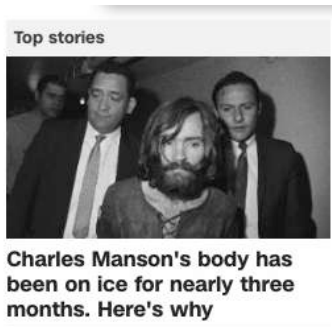 Top stories
Charles Manson's body has
been on ice for nearly three
months. Here's why